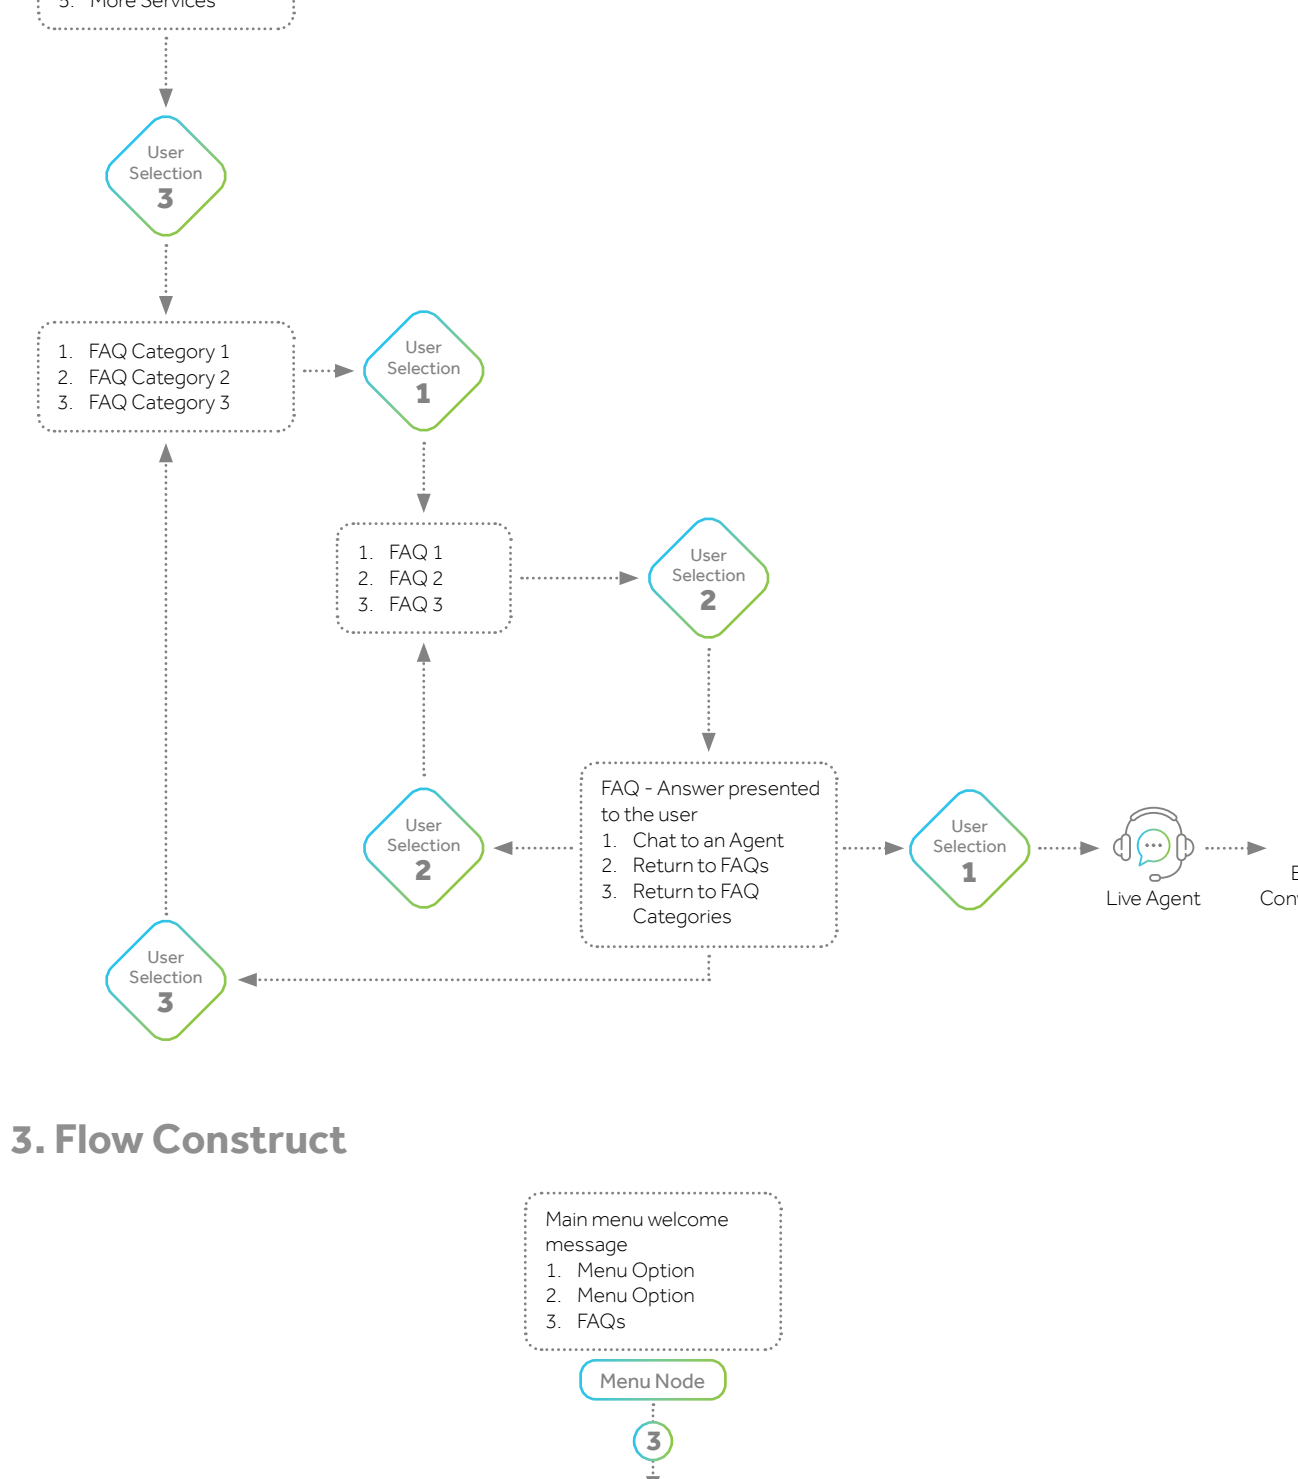 5. More Services
User
Selection
3
1. FAQ Category 1
2. FAQ Category 2
3. FAQ Category 3
User
Selection
1
1. FAQ 1
2. FAQ 2
3. FAQ 3
User
Selection
2
FAQ - Answer presented
to the user
1. Chat to an Agent
2. Return to FAQs
3. Return to FAQ
Categories
User
Selection
2
User
Selection
1
Live Agent
User
Selection
3
3. Flow Construct
Main menu welcome
message
1. Menu Option
2. Menu Option
3. FAQs
Menu Node
3